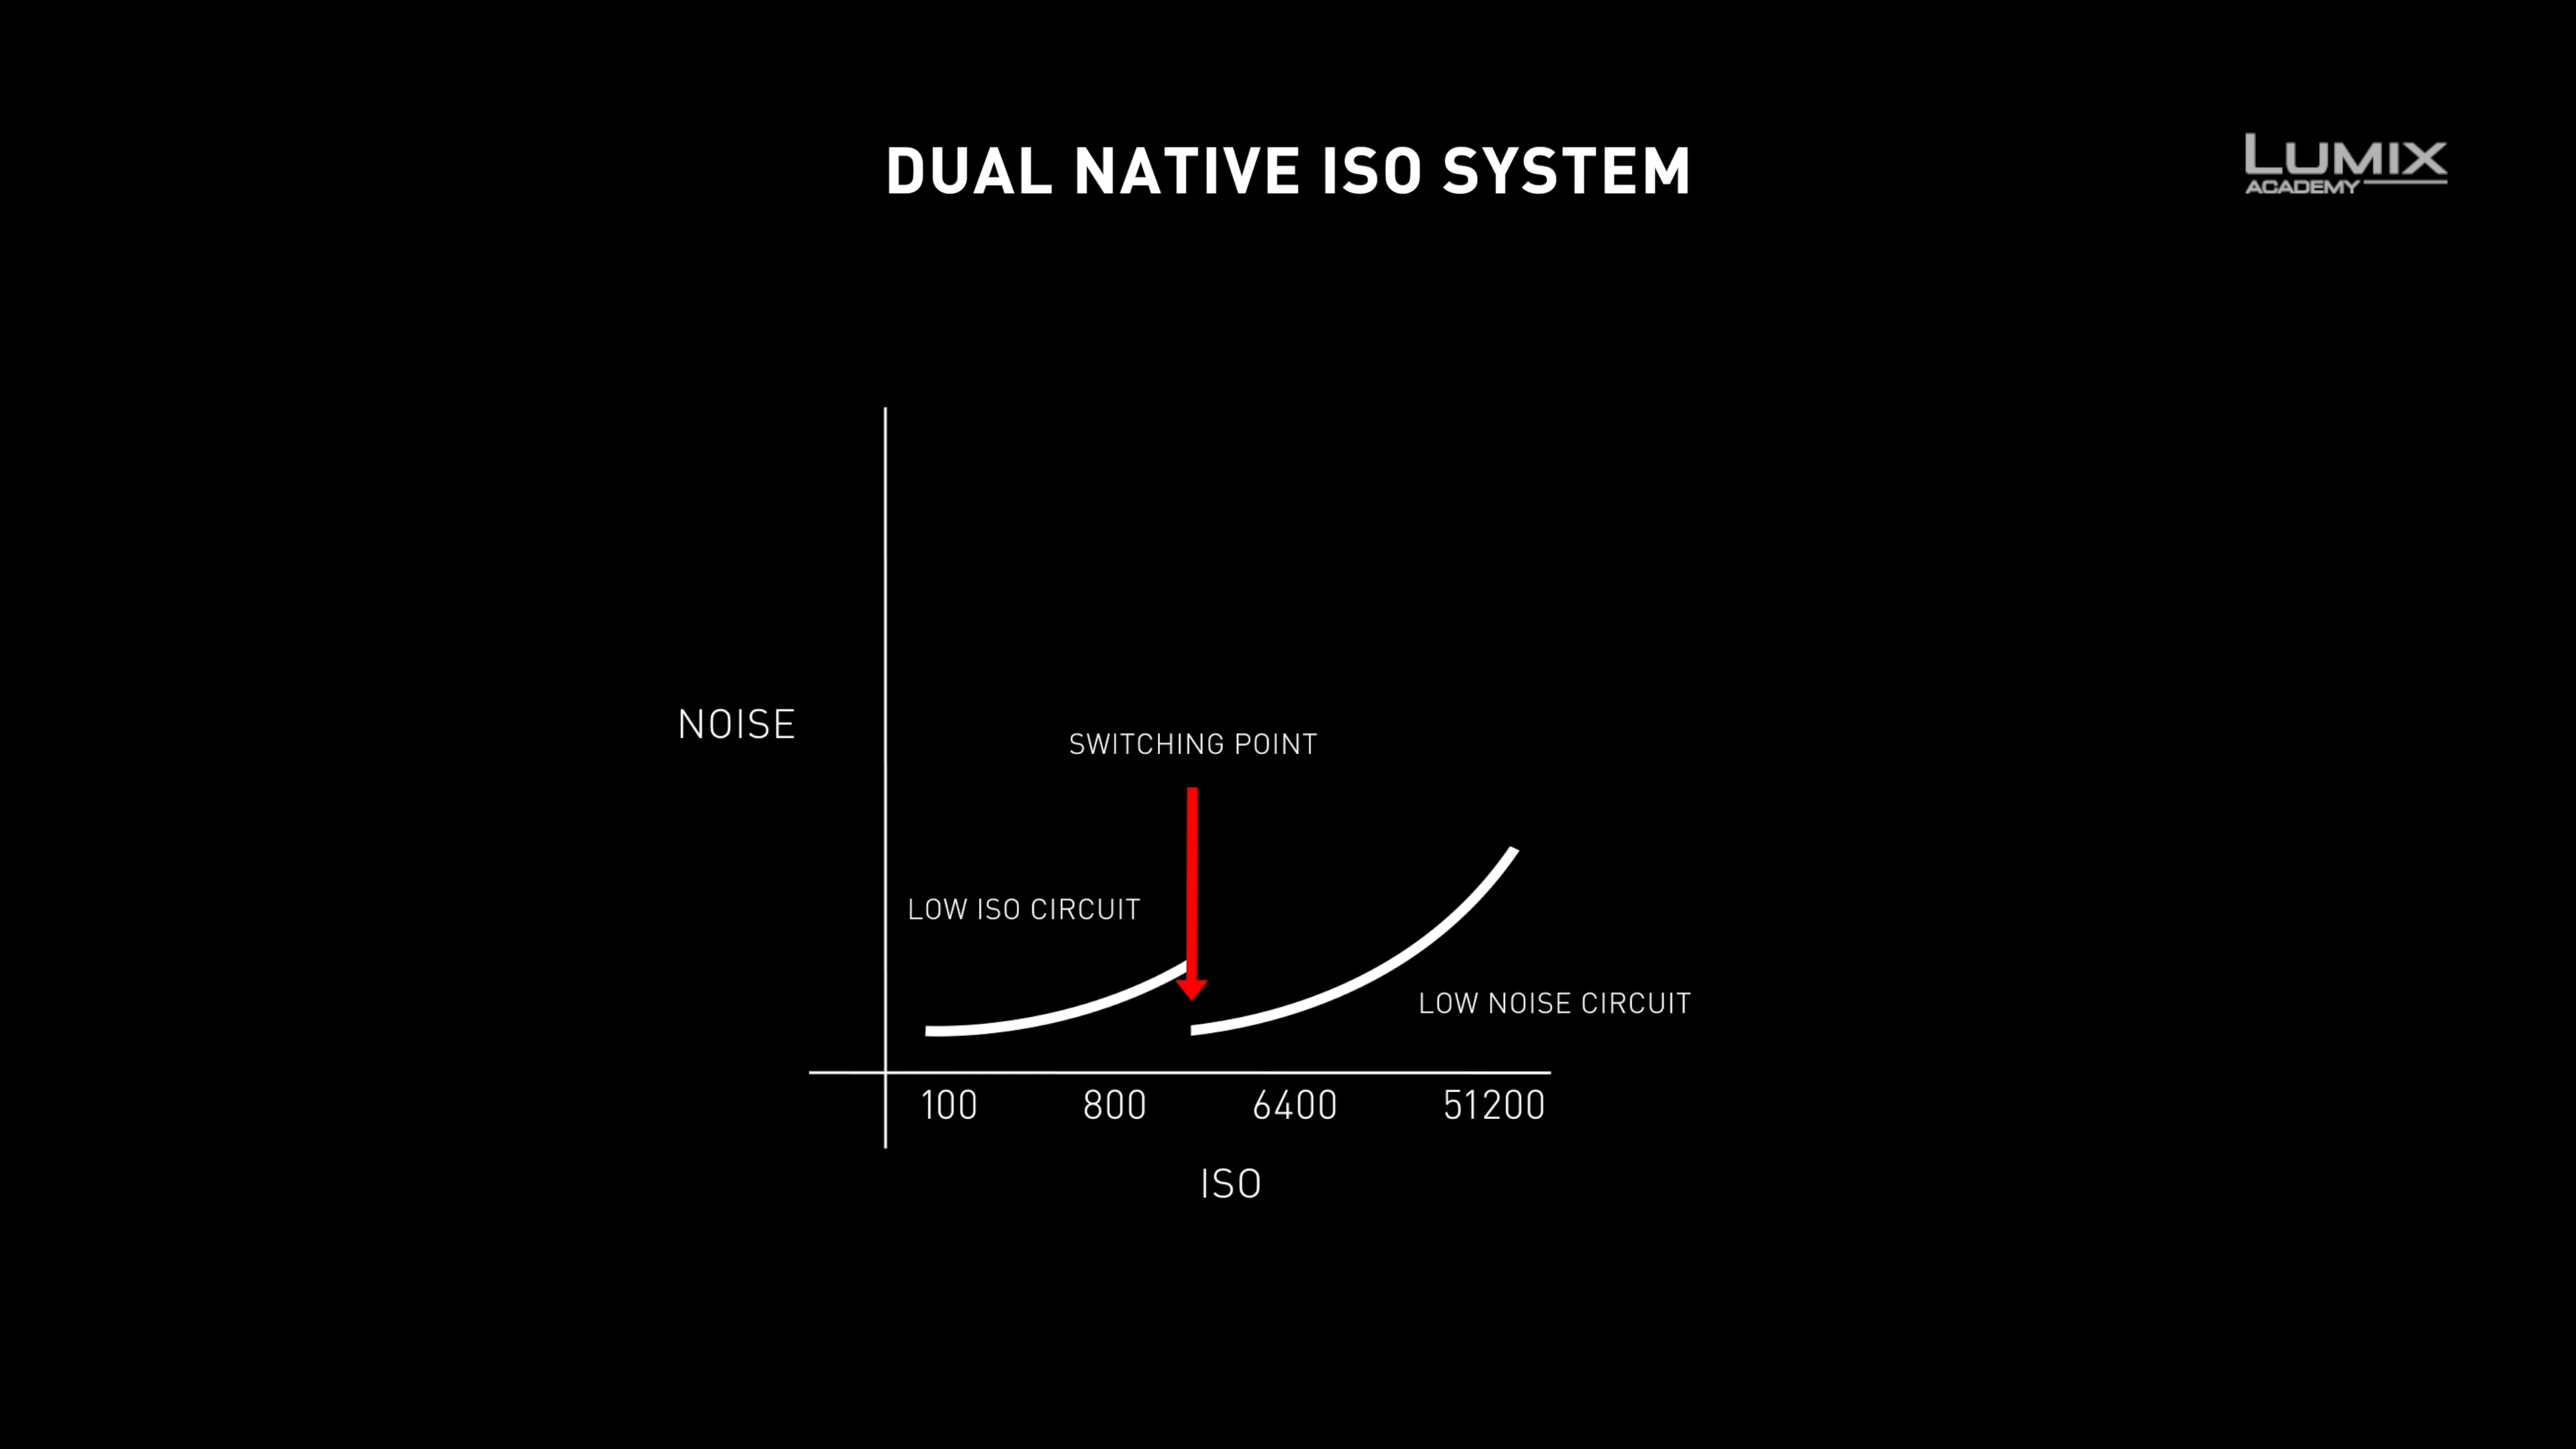 DUAL NATIVE ISO SYSTEM
LUMIX
ACADEMY
NOISE
SWITCHING POINT
LOW ISO CIRCUIT
LOW NOISE CIRCUIT
100 800 6400 51200
ISO